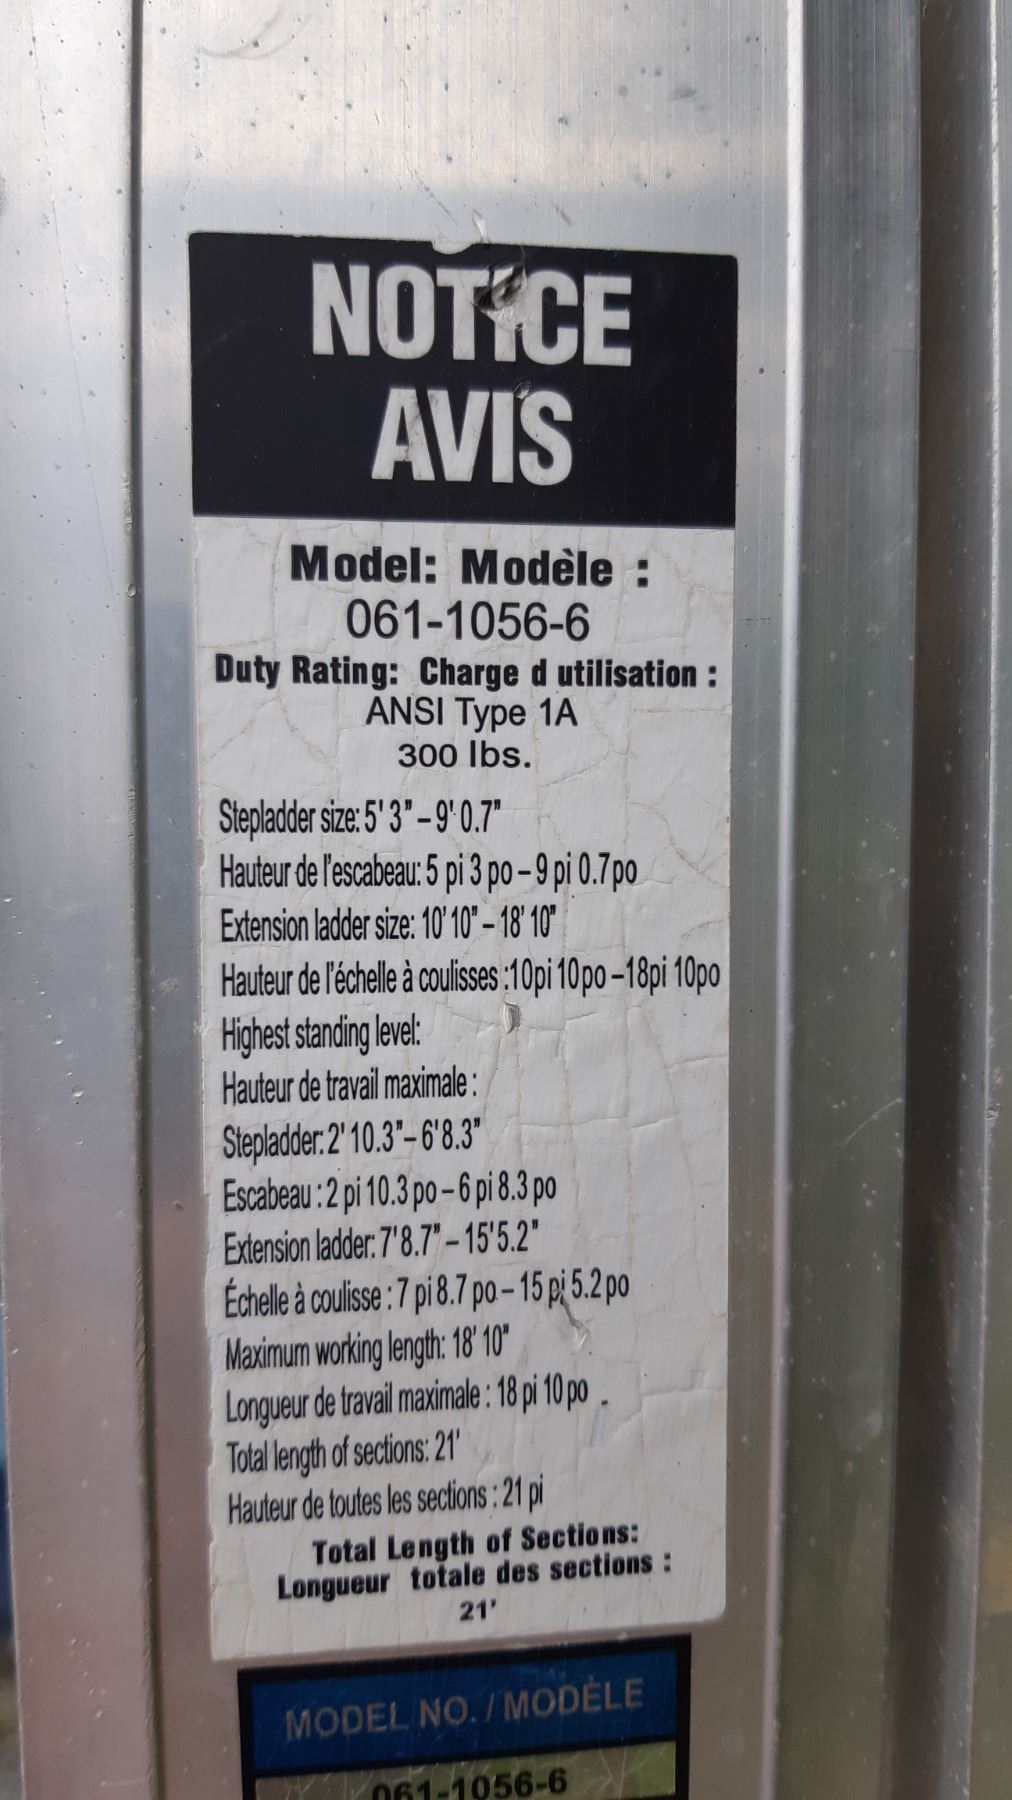 NOTICE
AVIS
Model: Modèle :
061-1056-6
Duty Rating: Charge d utilisation :
ANSI Type 1A
300 lbs.
Stepladder size: 5' 3" – 9' 0.7"
Hauteur de l'escabeau: 5 pi 3 po – 9 pi 0.7po
Extension ladder size: 10' 10" – 18' 10"
Hauteur de l'échelle à coulisses :10pi 10po –18pi 10po
Highest standing level:
Hauteur de travail maximale :
Stepladder: 2' 10.3"– 6'8.3"
Escabeau : 2 pi 10.3 po – 6 pi 8.3 po
Extension ladder: 7'8.7" – 15'5.2"
Échelle à coulisse : 7 pi 8.7 po – 15 pi 5.2 po
Maximum working length: 18' 10"
Longueur de travail maximale : 18 pi 10 po
Total length of sections: 21'
Hauteur de toutes les sections : 21 pi
Total Length of Sections:
Longueur totale des sections :
21'
MODEL NO. / MODÈLE
061-1056-6